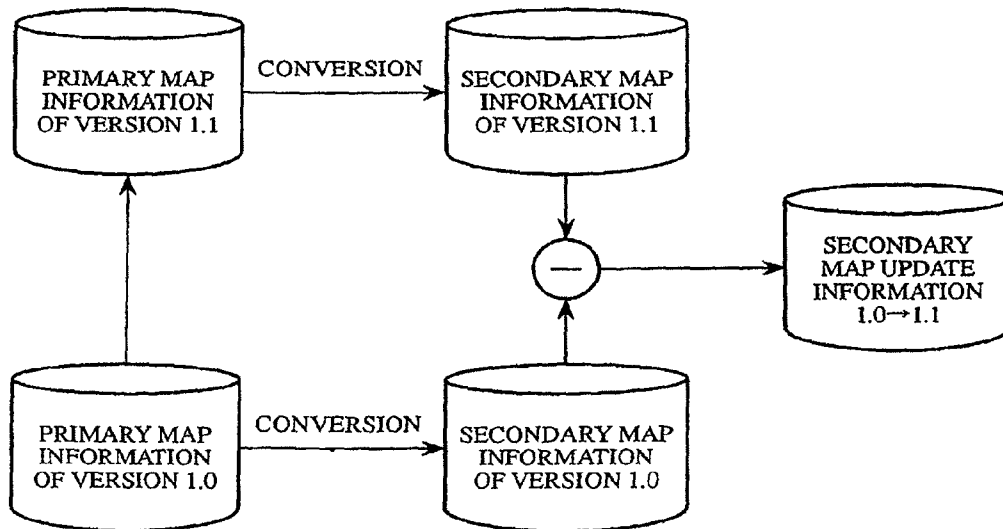 PRIMARY MAP
INFORMATION
OF VERSION 1.1
CONVERSION
SECONDARY MAP
INFORMATION
OF VERSION 1.1
SECONDARY
MAP UPDATE
INFORMATION
1.0→1.1
PRIMARY MAP
INFORMATION
OF VERSION 1.0
CONVERSION
SECONDARY MAP
INFORMATION
OF VERSION 1.0